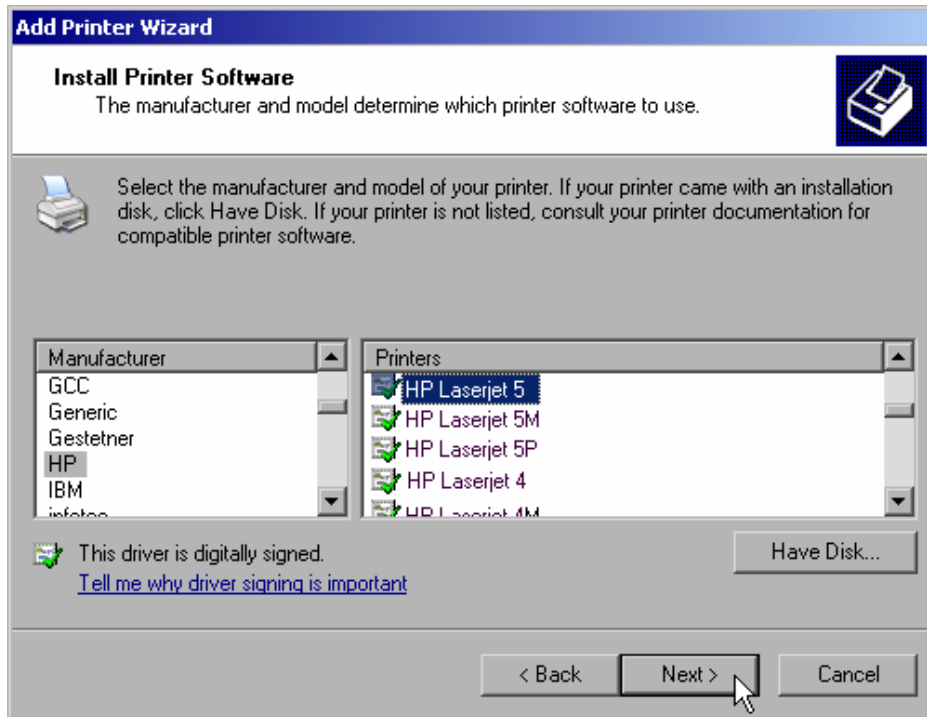 Add Printer Wizard
Install Printer Software
The manufacturer and model determine which printer software to use.
Select the manufacturer and model of your printer. If your printer came with an installation
disk, click Have Disk. If your printer is not listed, consult your printer documentation for
compatible printer software.
Manufacturer
GCC
Generic
Gestetner
HP
IBM
infotec
Printers
HP Laserjet 5
HP Laserjet 5M
HP Laserjet 5P
HP Laserjet 4
HP Laserjet 4M
This driver is digitally signed.
Tell me why driver signing is important
Have Disk...
< Back
Next >
Cancel